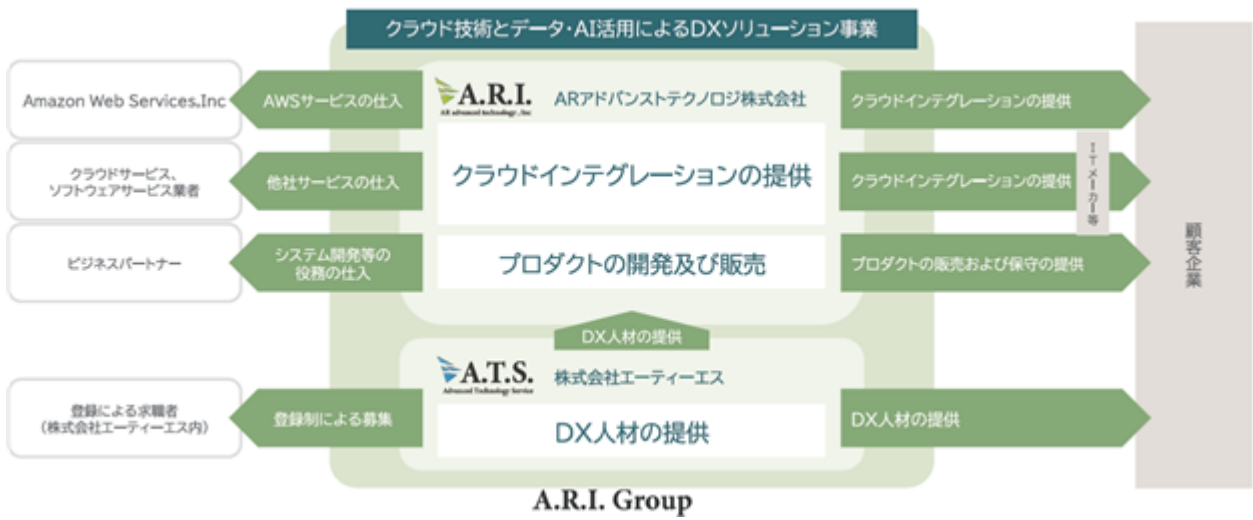 クラウド技術とデータ・AI活用によるDXソリューション事業
Amazon Web Services,Inc
AWSサービスの仕入
A.R.I.
AR advanced technology , Inc
ARアドバンストテクノロジ株式会社
クラウドインテグレーションの提供
クラウドサービス、
ソフトウェアサービス業者
他社サービスの仕入
クラウドインテグレーションの提供
クラウドインテグレーションの提供
ITメーカー等
ビジネスパートナー
システム開発等の
役務の仕入
プロダクトの開発及び販売
プロダクトの販売および保守の提供
顧客企業
DX人材の提供
A.T.S.
Advanced Technology Service
株式会社エーティーエス
登録による求職者
(株式会社エーティーエス内)
登録制による募集
DX人材の提供
DX人材の提供
A.R.I. Group